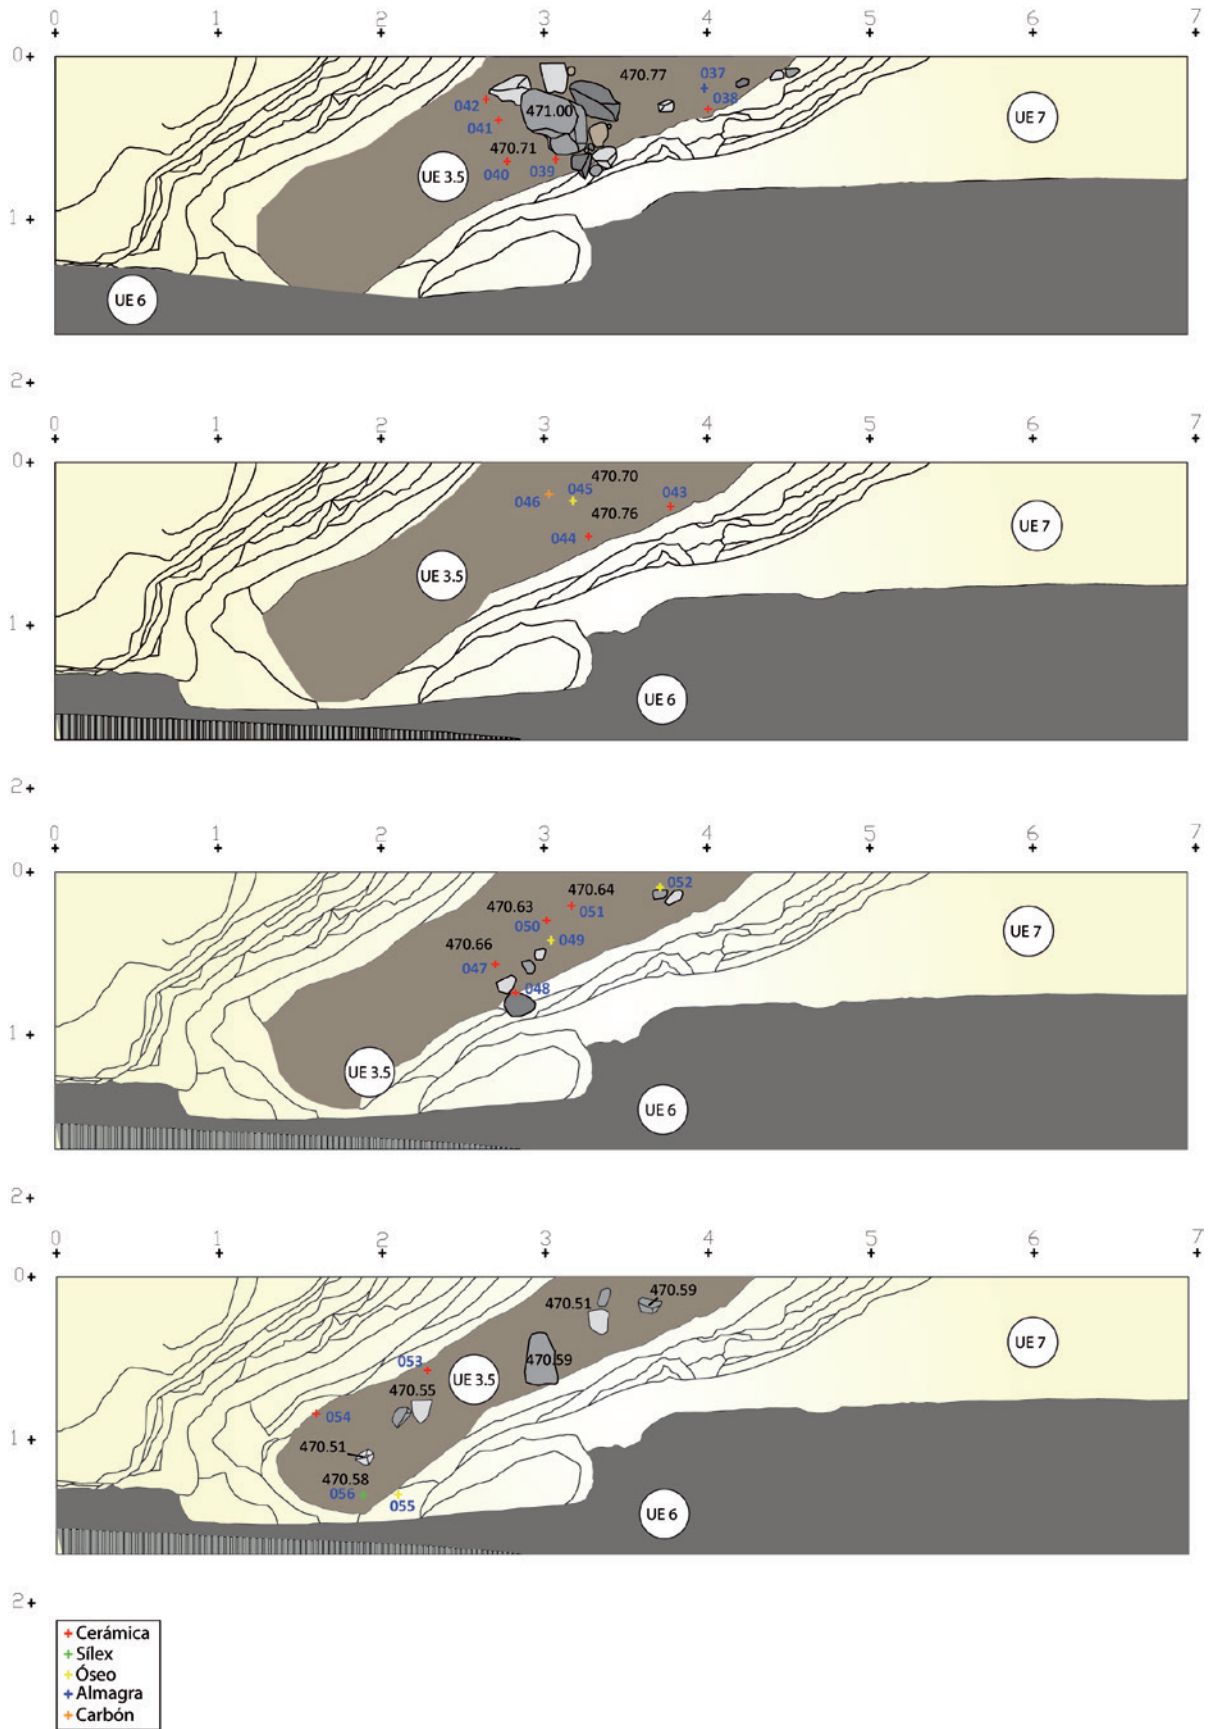 0 1 2 3 4 5 6 7
0
470.77 037
042 471.00 038
041
470.71
UE 3.5 040 039
UE 7
1
UE 6
2
0 1 2 3 4 5 6 7
0
470.70
046 045 043
470.76
044
UE 3.5
UE 7
1
UE 6
2
0 1 2 3 4 5 6 7
0
470.64 052
470.63 051
050
470.66 049
047
048
UE 7
1
UE 3.5
UE 6
2
0 1 2 3 4 5 6 7
0
470.51 470.59
053 470.59
470.55 UE 3.5
UE 7
054
1
470.51
470.58
056 055
UE 6
2
Cerámica
Sílex
Óseo
Almagra
Carbón